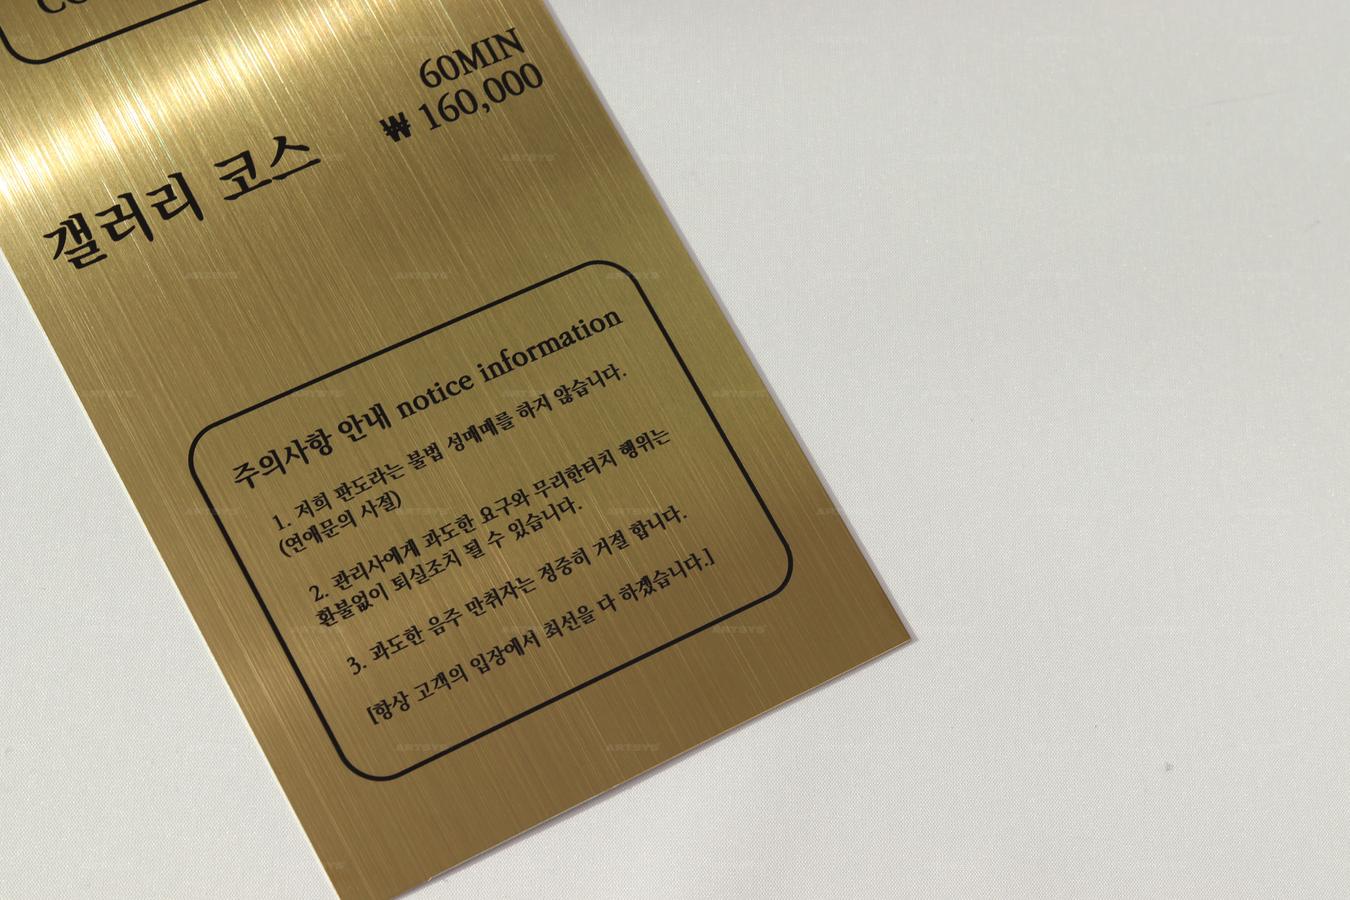 60MIN
₩ 160,000
갤러리 코스
주의사항 안내 notice information
1. 저희 판도라는 불법 성매매를 하지 않습니다.
(연애문의 사절)
2. 관리사에게 과도한 요구와 무리한터치 행위는
환불없이 퇴실조치 될 수 있습니다.
3. 과도한 음주 만취자는 정중히 거절 합니다.
[항상 고객의 입장에서 최선을 다 하겠습니다.]
ARTSYS